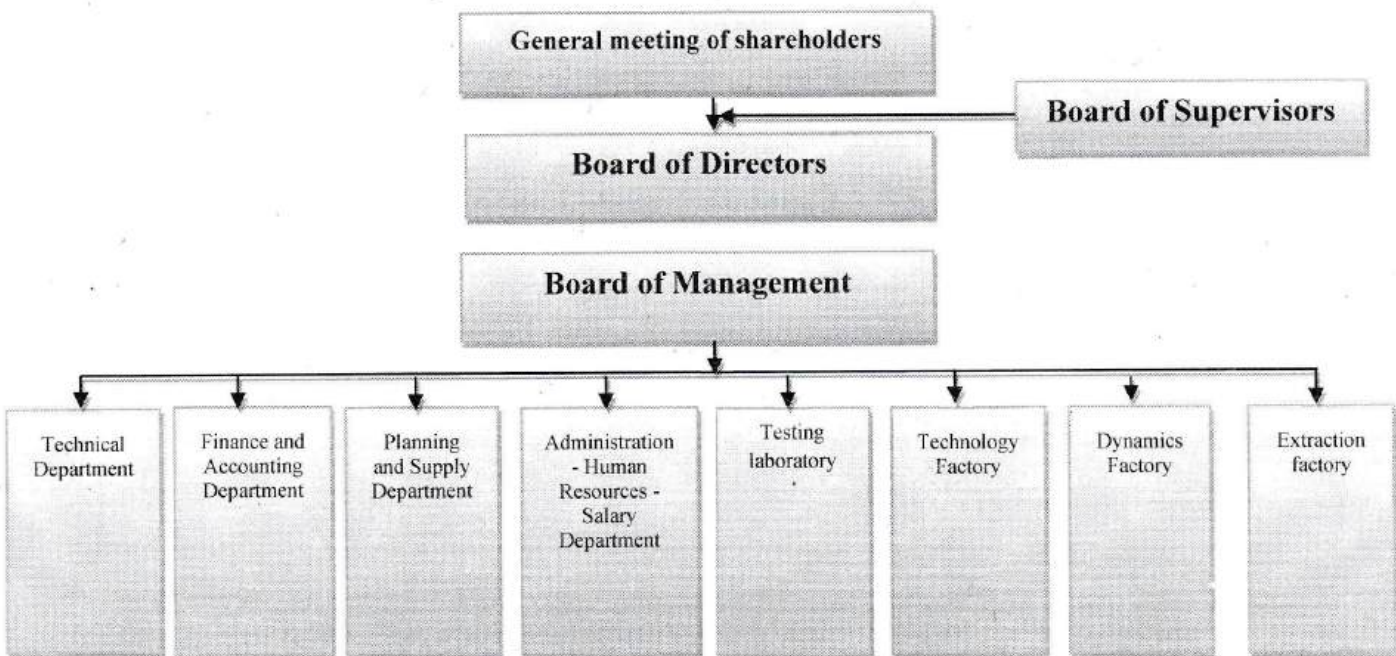 General meeting of shareholders
Board of Supervisors
Board of Directors
Board of Management
Technical
Department
Finance and
Accounting
Department
Planning
and Supply
Department
Administration
- Human
Resources -
Salary
Department
Testing
laboratory
Technology
Factory
Dynamics
Factory
Extraction
factory